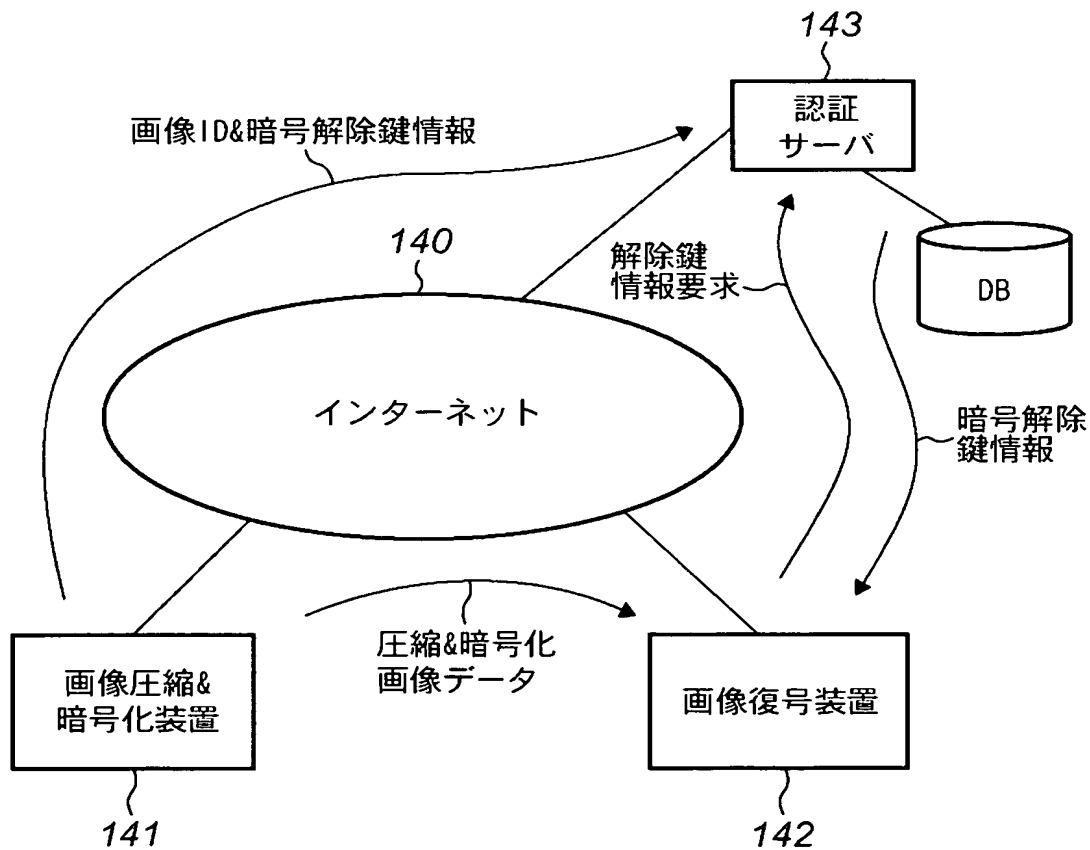 143
認証
サーバ
画像ID&暗号解除鍵情報
140
解除鍵
情報要求
DB
インターネット
暗号解除
鍵情報
圧縮&暗号化
画像データ
画像圧縮&
暗号化装置
画像復号装置
141
142